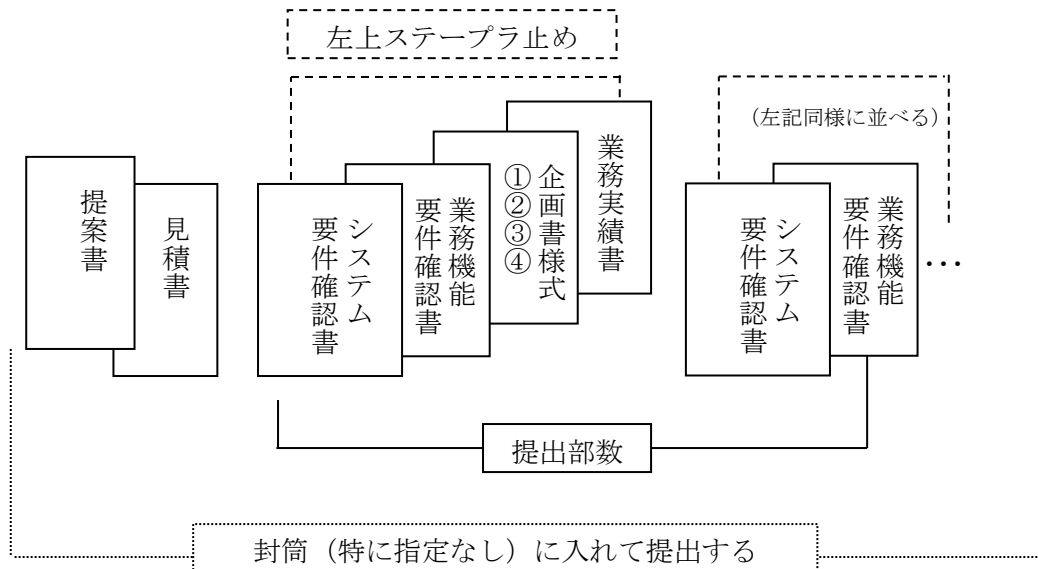 左上ステープラ止め
（左記同様に並べる）
提案書
見積書
システム
要件確認書
業務機能
要件確認書
企画書様式
①②③④
業務実績書
システム
要件確認書
業務機能
要件確認書
…
提出部数
封筒（特に指定なし）に入れて提出する